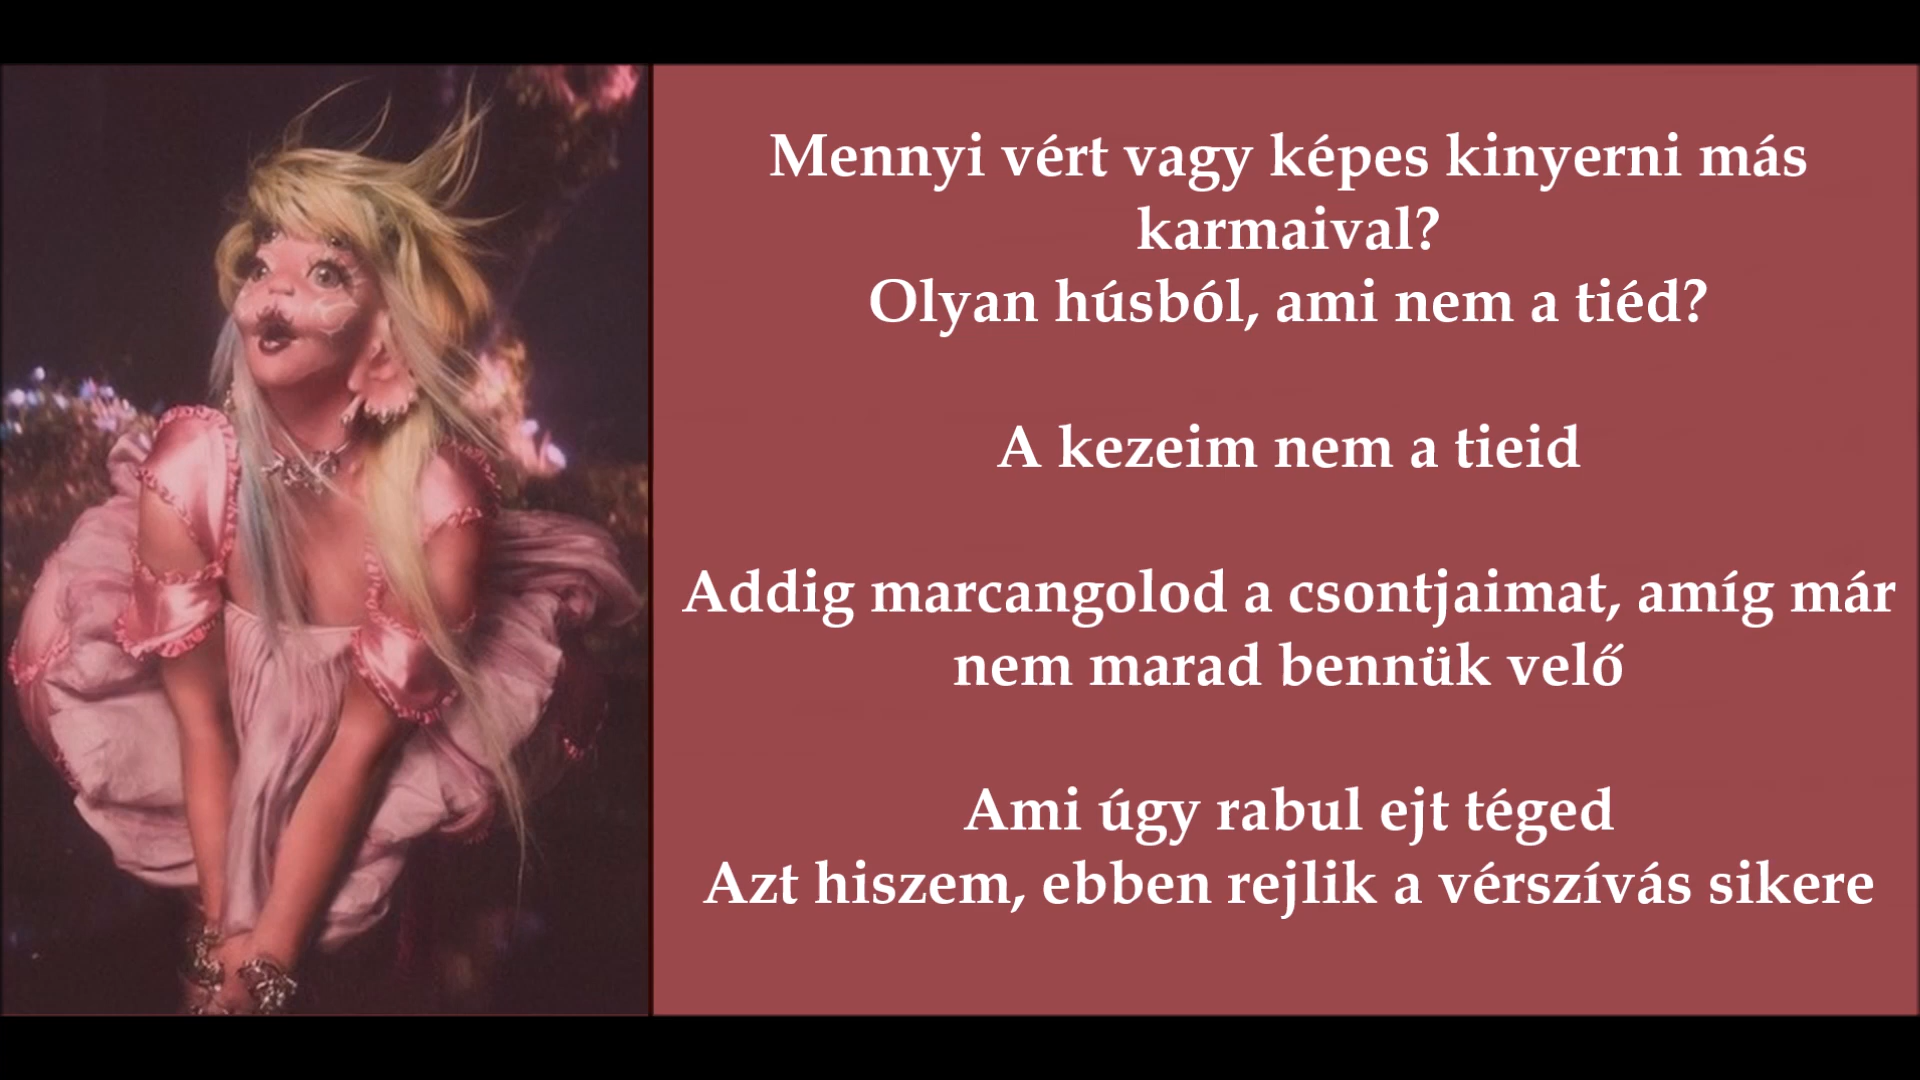 Mennyi vért vagy képes kinyerni más
karmaival?
Olyan húsból, ami nem a tiéd?
A kezeim nem a tieid
Addig marcangolod a csontjaimat, amíg már
nem marad bennük velő
Ami úgy rabul ejt téged
Azt hiszem, ebben rejlik a vérszívás sikere